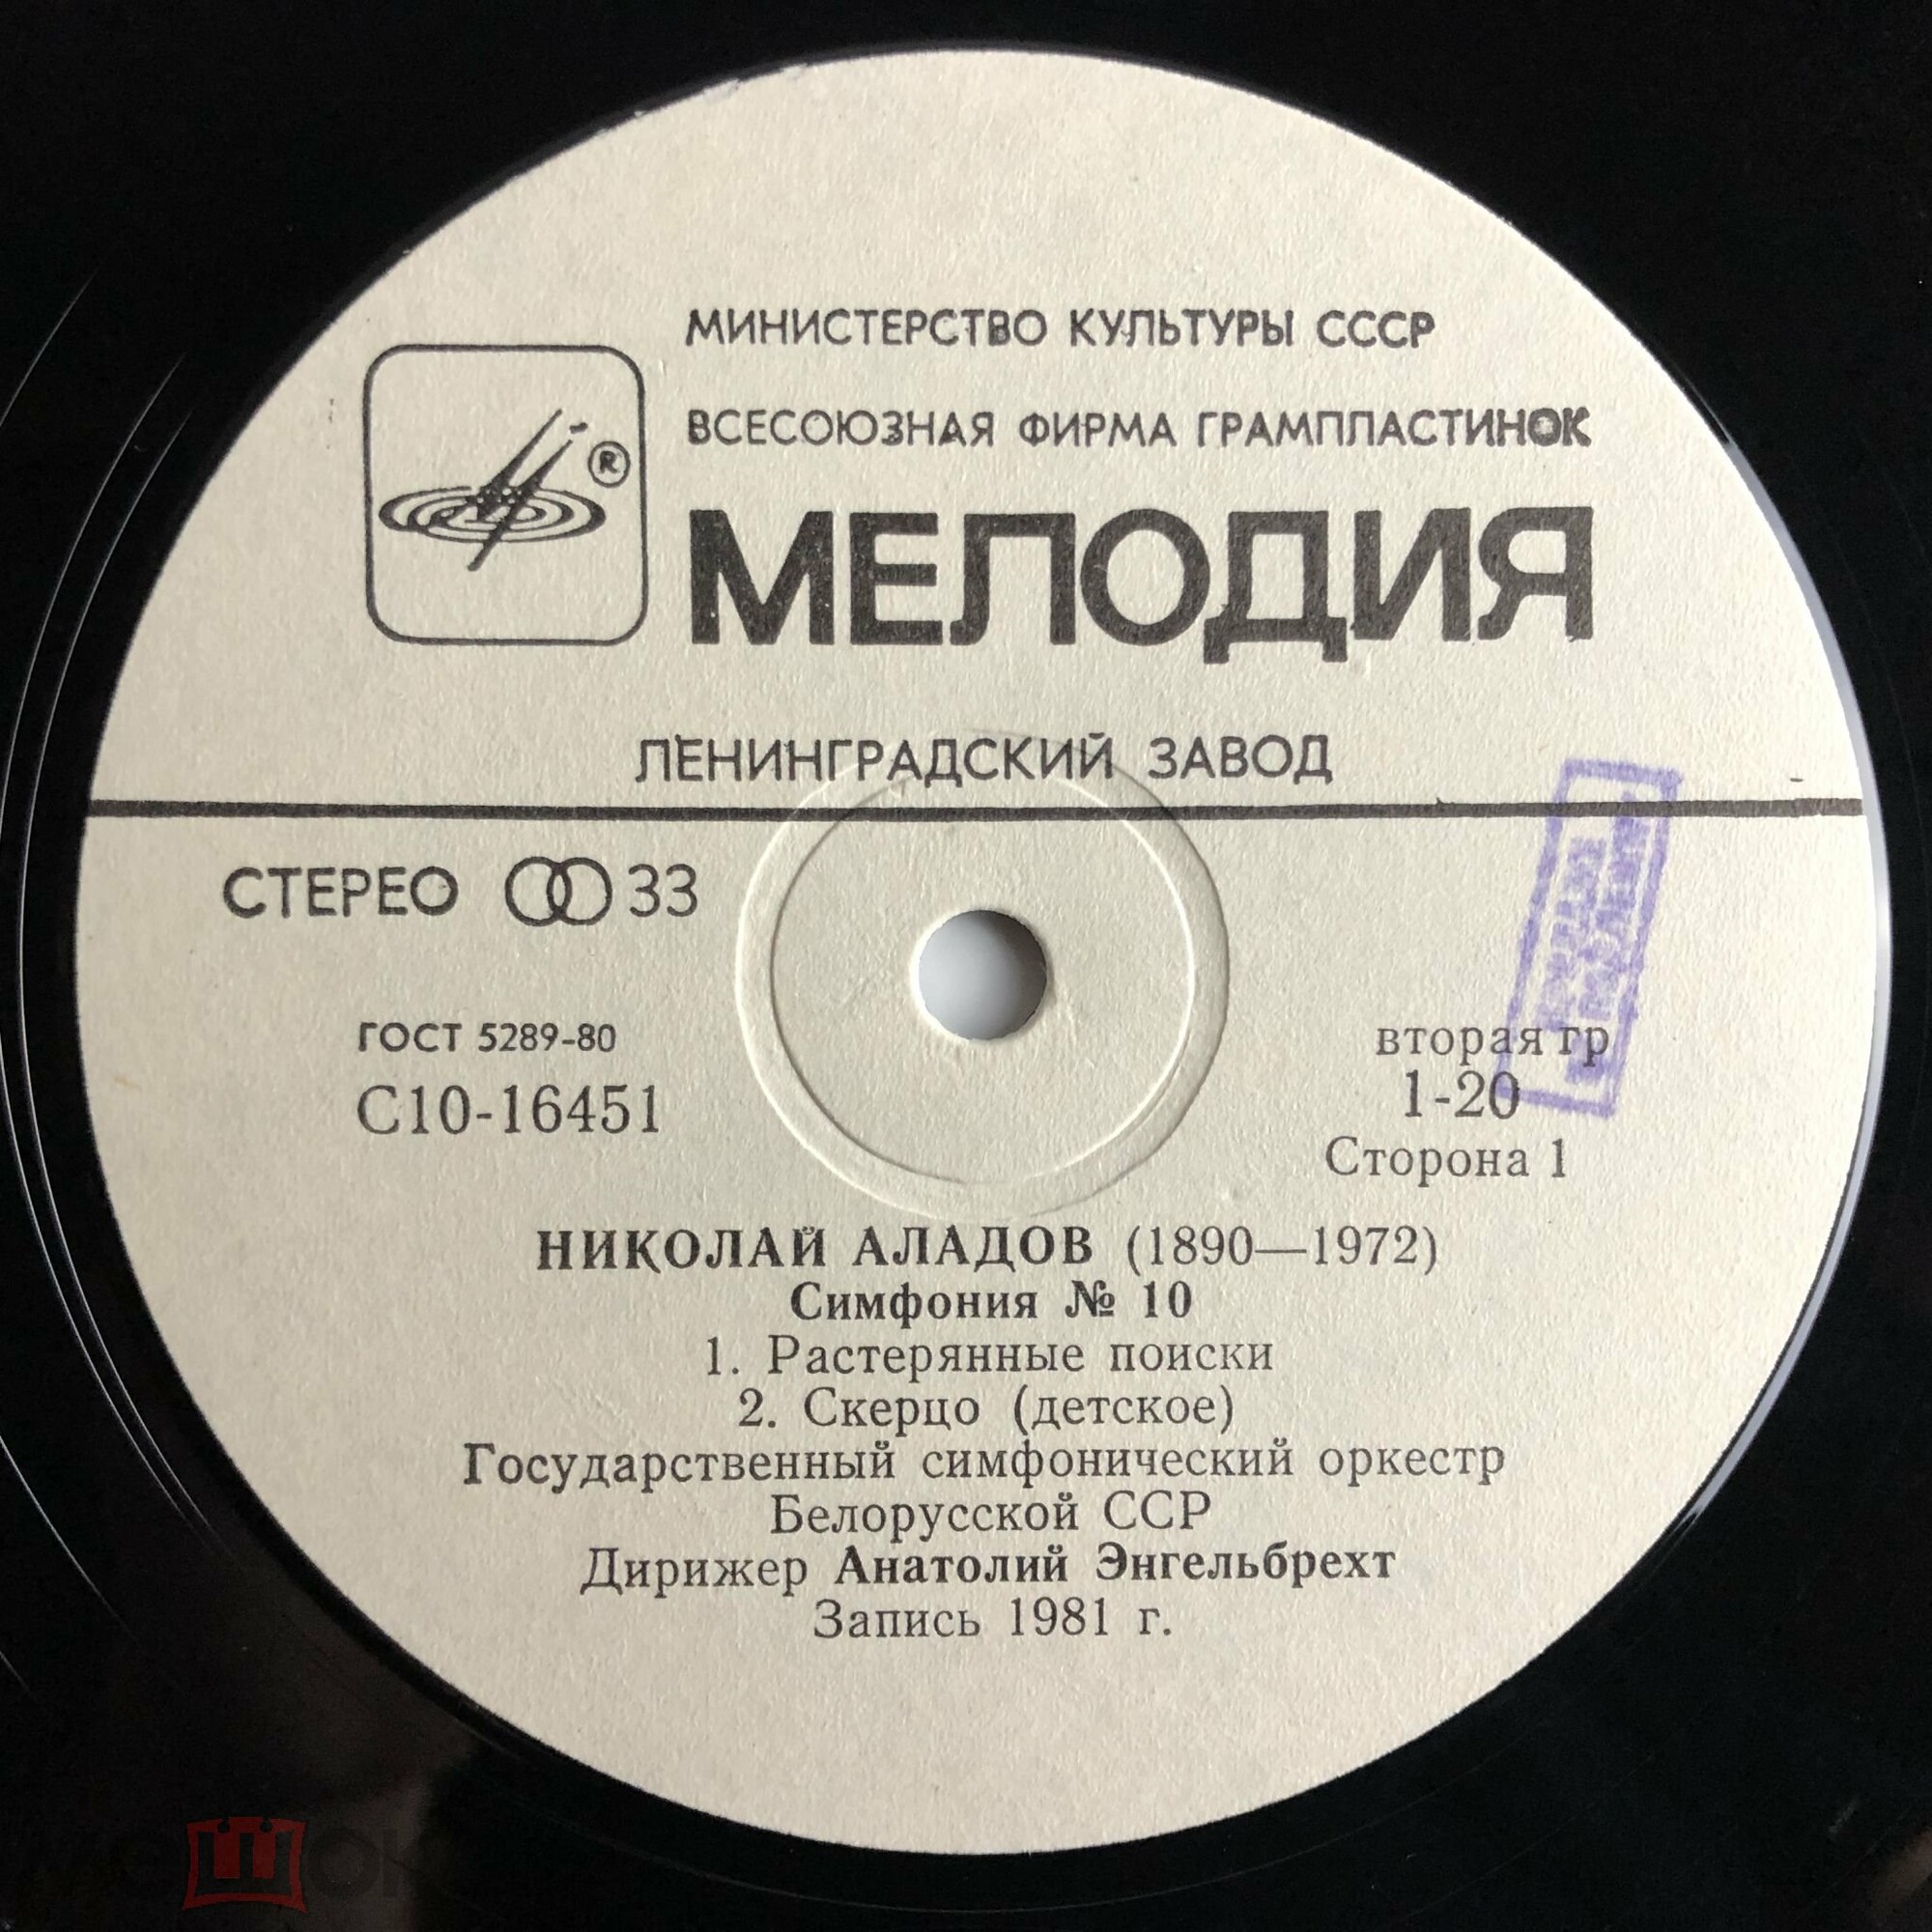 МИНИСТЕРСТВО КУЛЬТУРЫ СССР
ВСЕСОЮЗНАЯ ФИРМА ГРАМПЛАСТИНОК
®
МЕЛОДИЯ
ЛЕНИНГРАДСКИЙ ЗАВОД
СТЕРЕО 33
ГОСТ 5289-80
С10-16451
вторая гр
1-20
Сторона 1
НИКОЛАЙ АЛАДОВ (1890—1972)
Симфония № 10
1. Растерянные поиски
2. Скерцо (детское)
Государственный симфонический оркестр
Белорусской ССР
Дирижер Анатолий Энгельбрехт
Запись 1981 г.
мешок